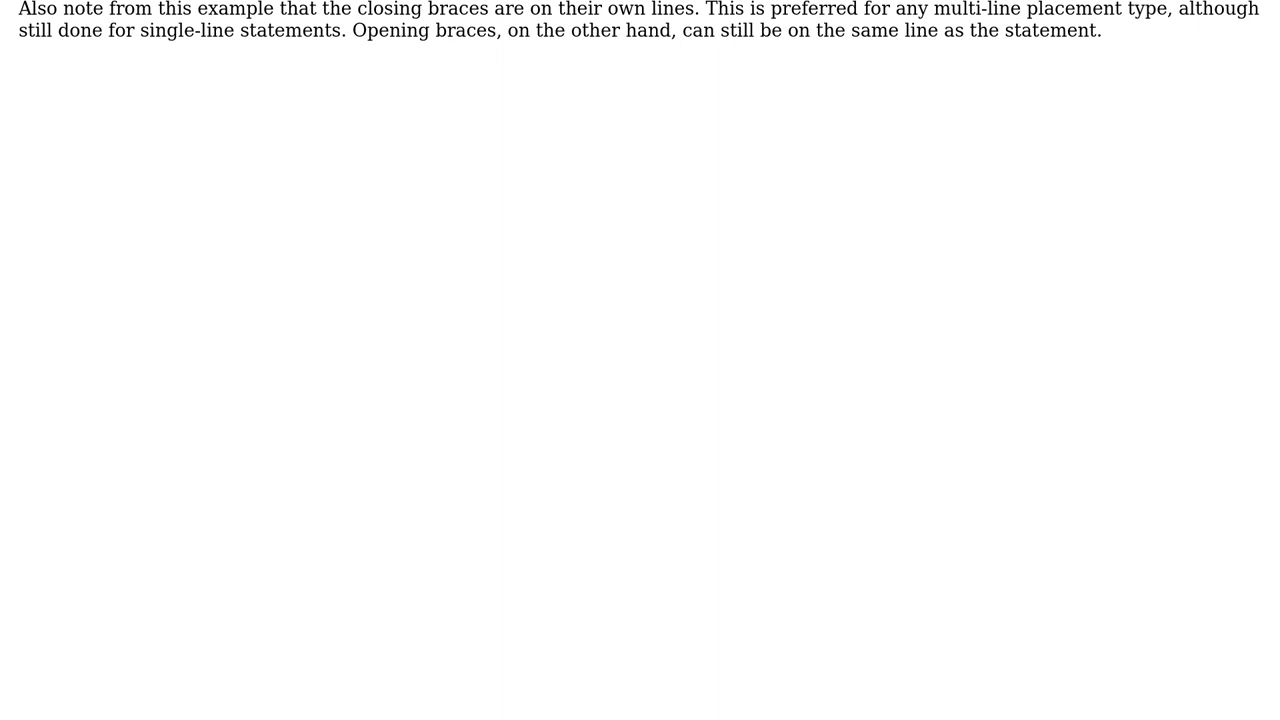 Also note from this example that the closing braces are on their own lines. This is preferred for any multi-line placement type, although
still done for single-line statements. Opening braces, on the other hand, can still be on the same line as the statement.